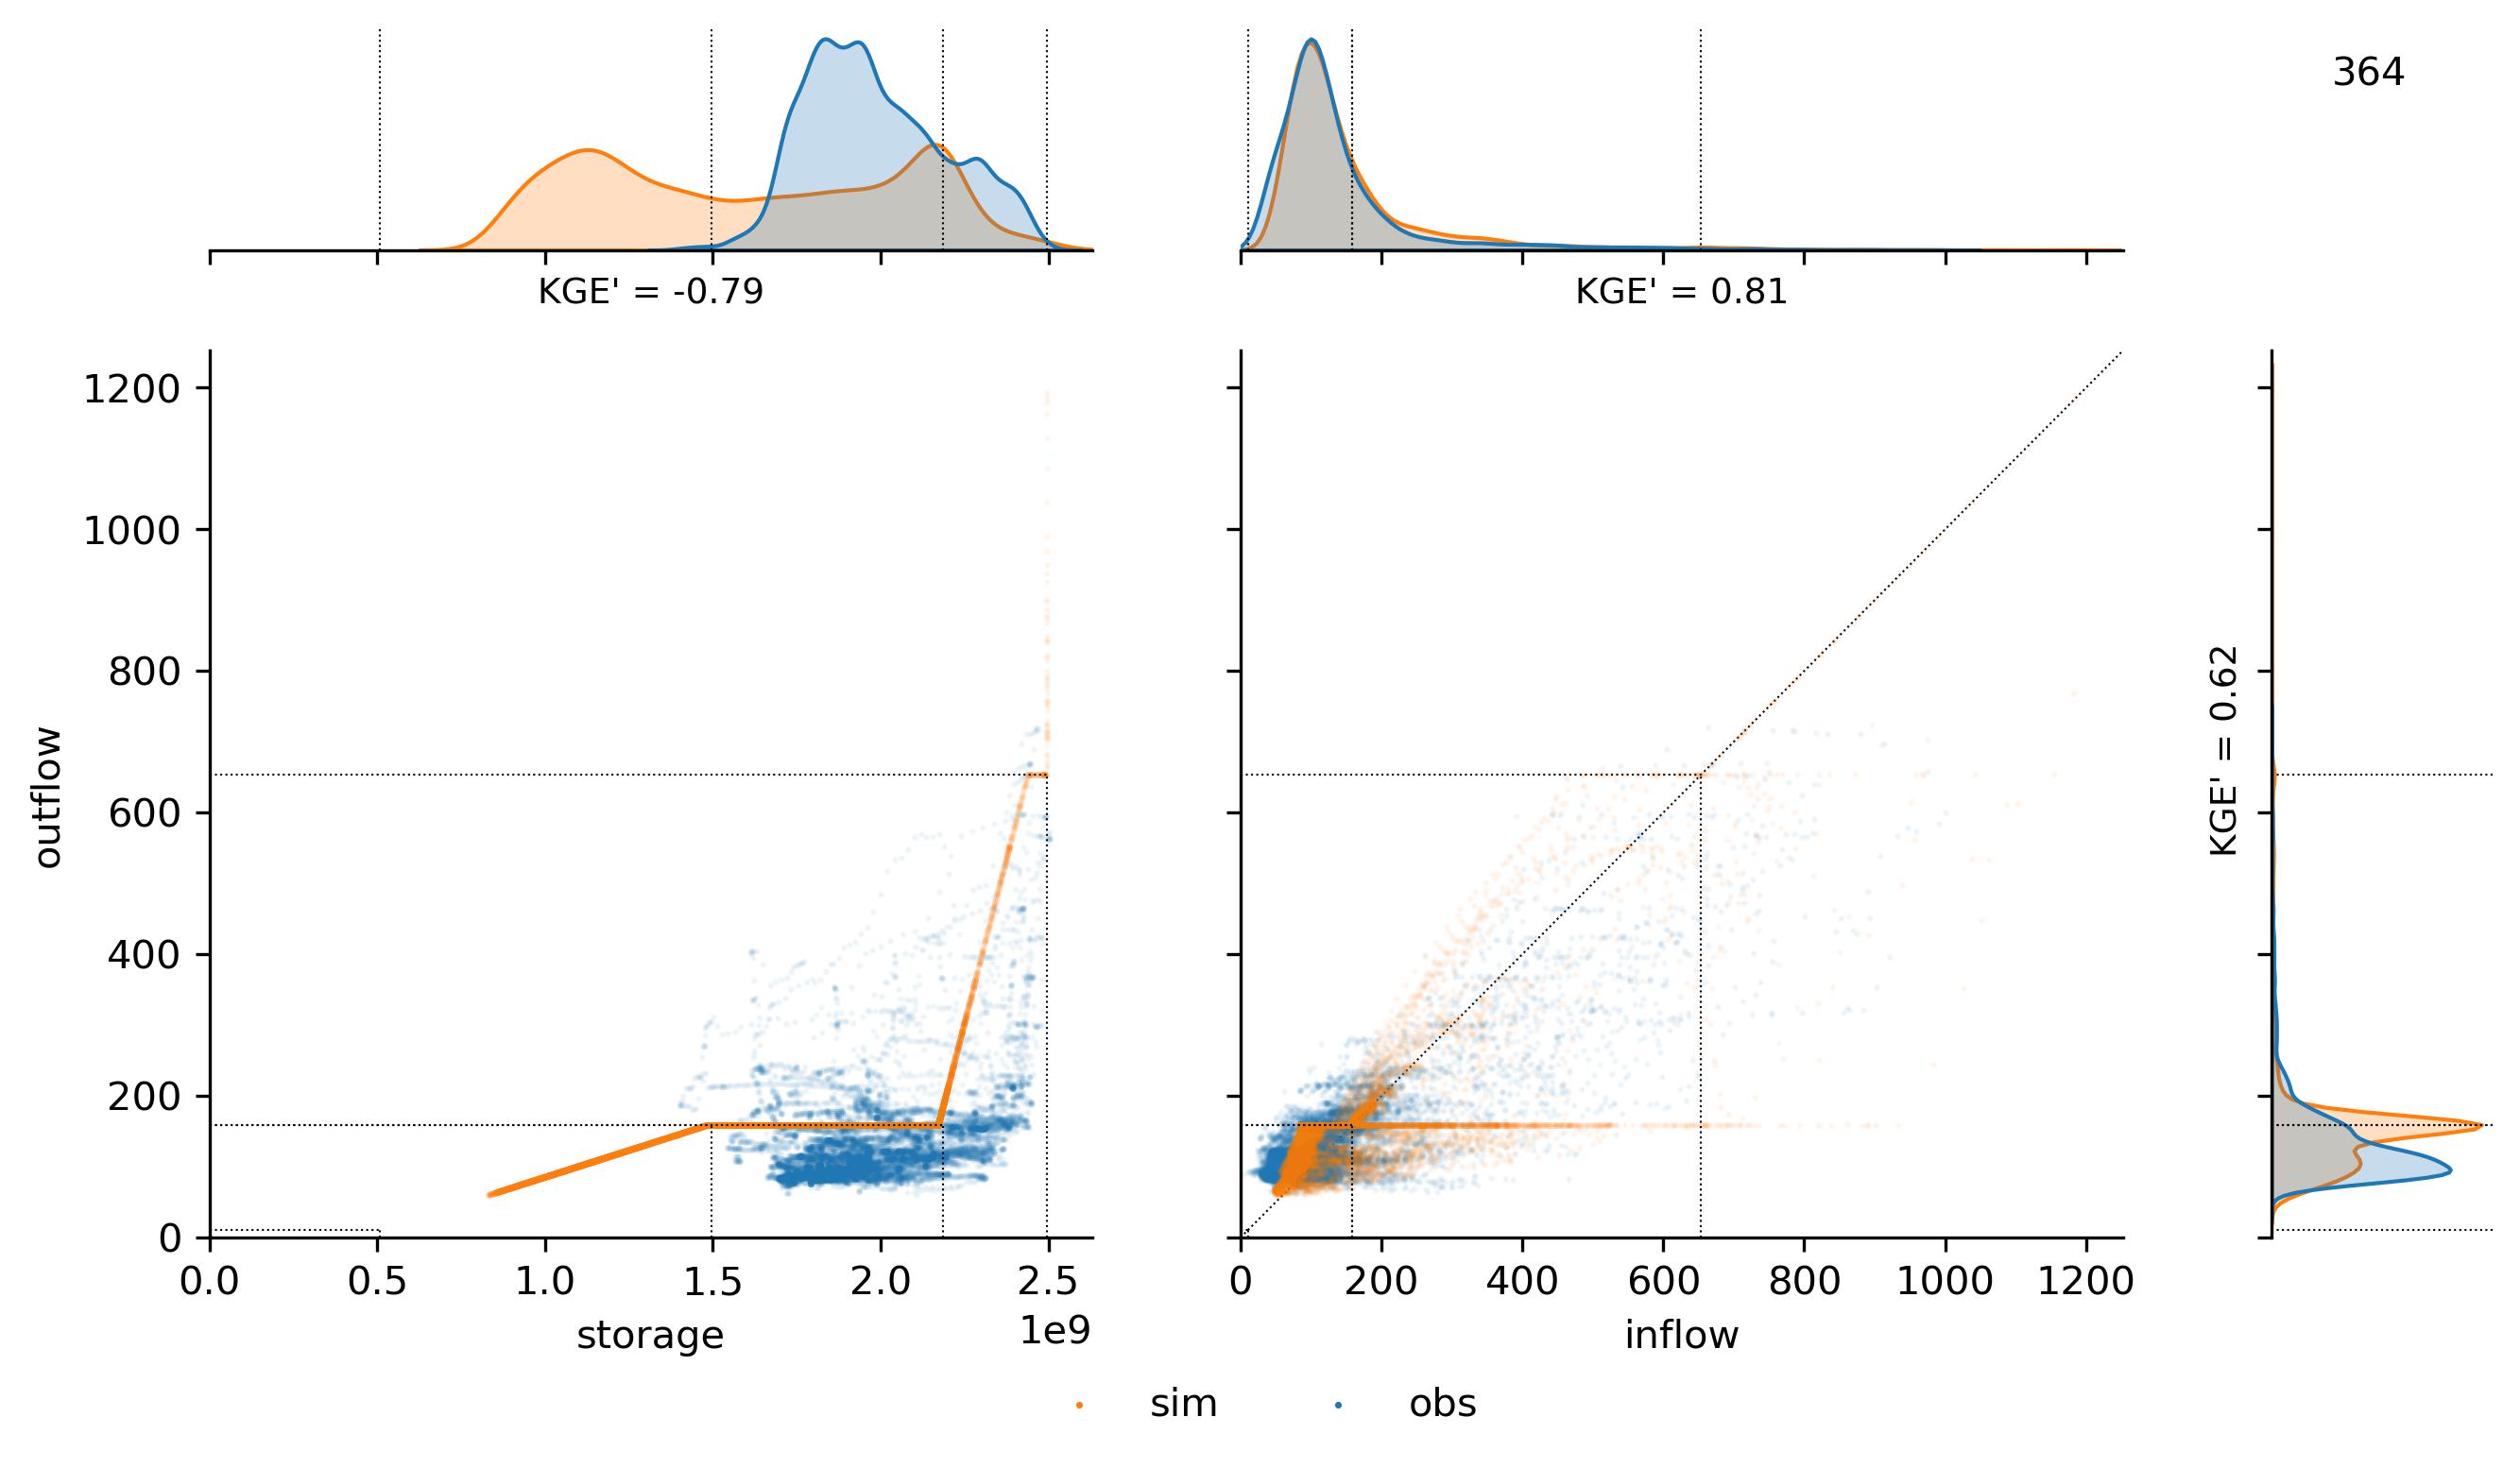 364
KGE' = -0.79
KGE' = 0.81
outflow
1200
1000
800
600
400
200
0
KGE' = 0.62
0.0 0.5 1.0 1.5 2.0 2.5
1e9
storage
0 200 400 600 800 1000 1200
inflow
sim obs